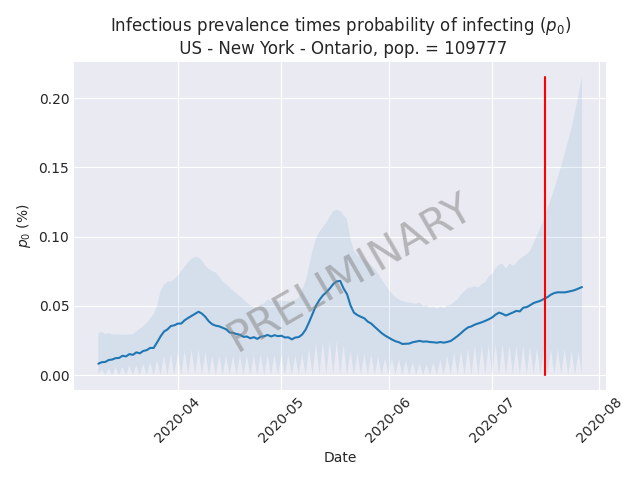 Infectious prevalence times probability of infecting (p₀)
US - New York - Ontario, pop. = 109777
p₀ (%)
0.20
0.15
0.10
0.05
0.00
PRELIMINARY
2020-04
2020-05
2020-06
2020-07
2020-08
Date